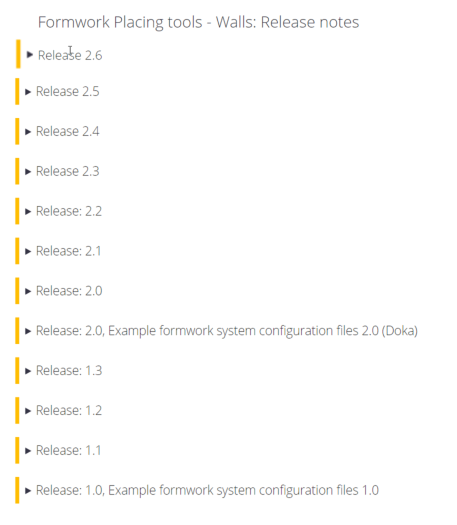 Formwork Placing tools - Walls: Release notes
Release 2.6
Release 2.5
Release 2.4
Release 2.3
Release: 2.2
Release: 2.1
Release: 2.0
Release: 2.0, Example formwork system configuration files 2.0 (Doka)
Release: 1.3
Release: 1.2
Release: 1.1
Release: 1.0, Example formwork system configuration files 1.0